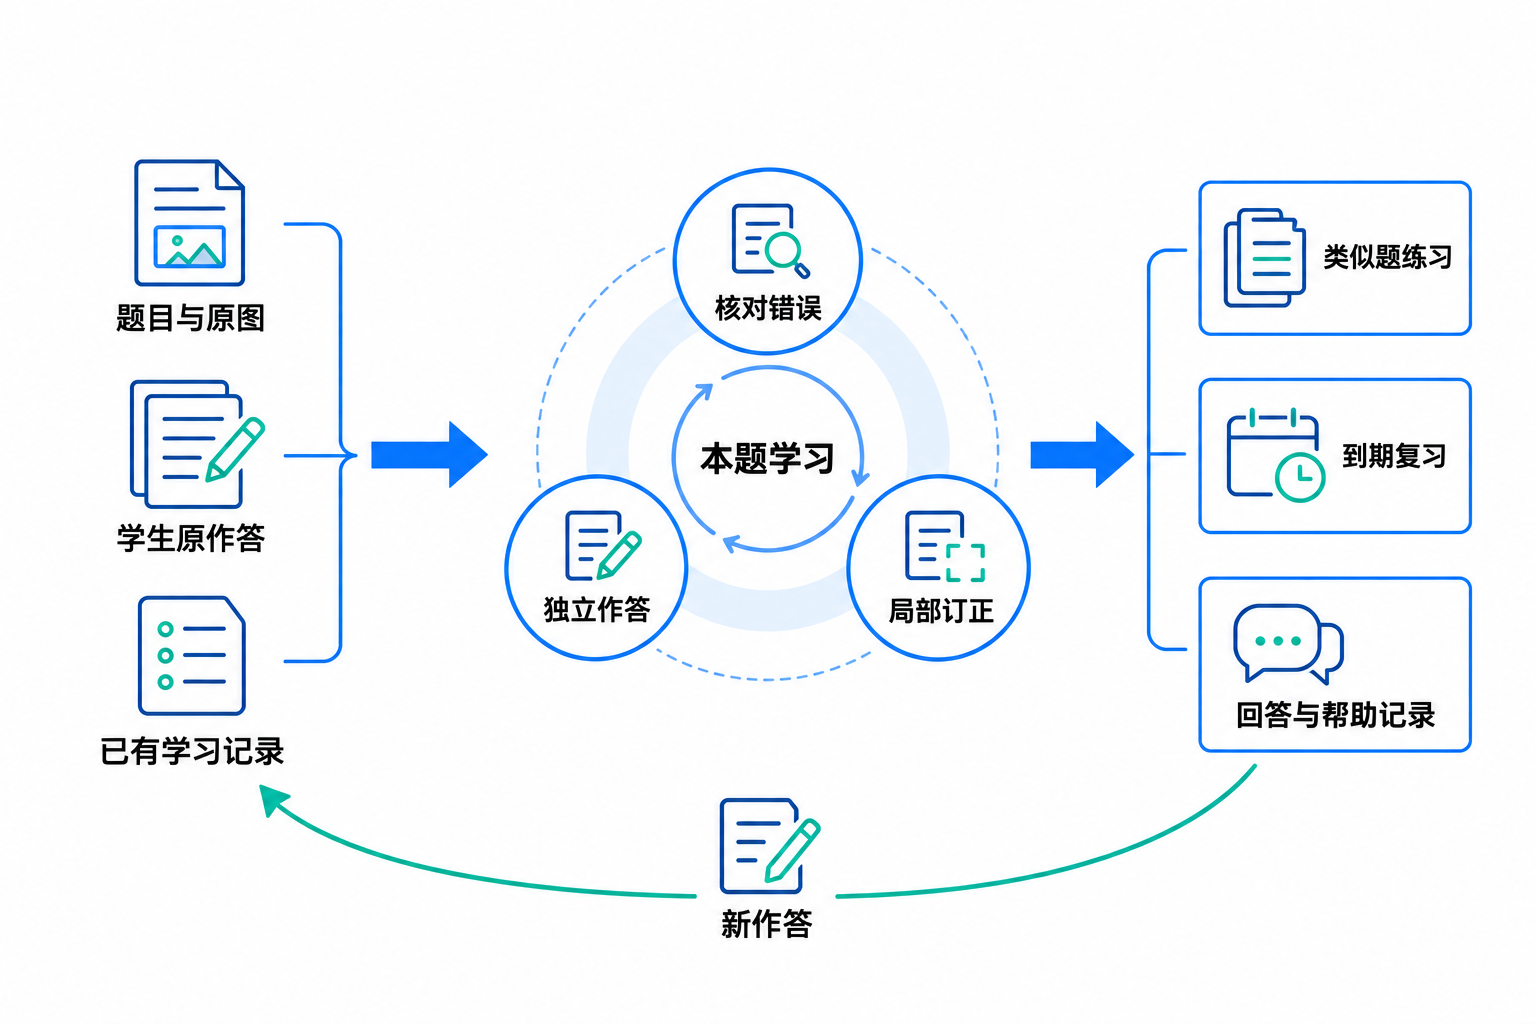 题目与原图
学生原作答
已有学习记录
核对错误
本题学习
独立作答
局部订正
类似题练习
到期复习
回答与帮助记录
新作答